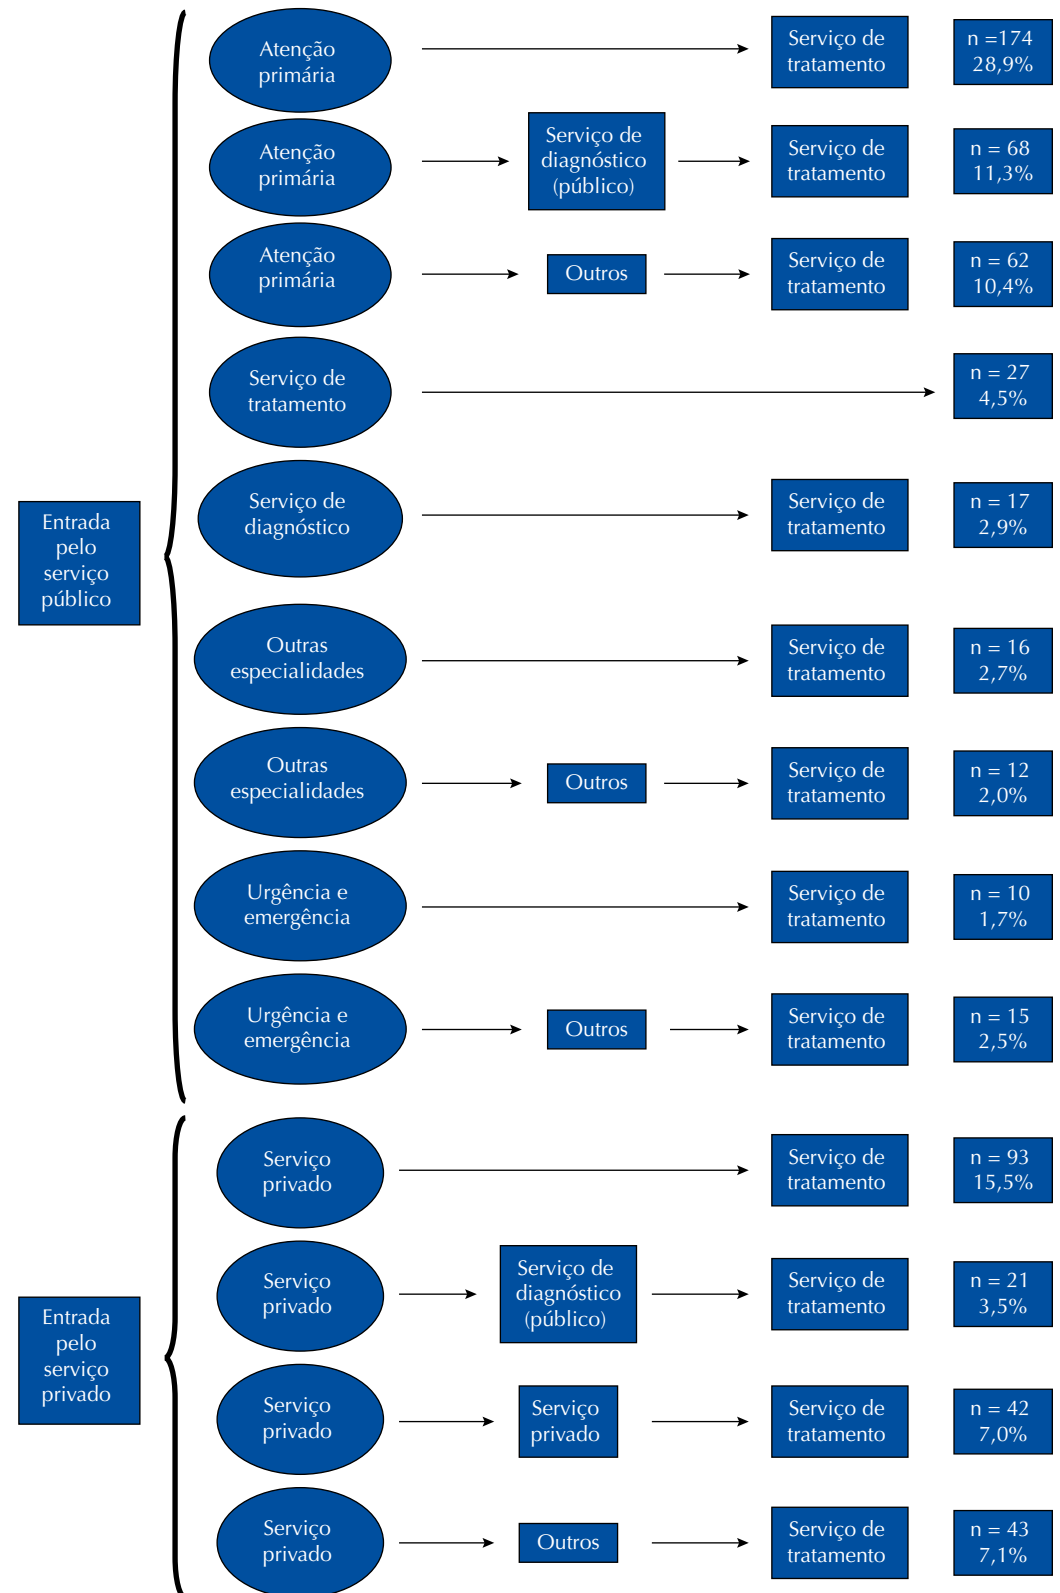 Atenção
primária
Serviço de
tratamento
n =174
28,9%
Atenção
primária
Serviço de
diagnóstico
(público)
Serviço de
tratamento
n = 68
11,3%
Atenção
primária
Outros
Serviço de
tratamento
n = 62
10,4%
Serviço de
tratamento
n = 27
4,5%
Entrada
pelo
serviço
público
Serviço de
diagnóstico
Serviço de
tratamento
n = 17
2,9%
Outras
especialidades
Serviço de
tratamento
n = 16
2,7%
Outras
especialidades
Outros
Serviço de
tratamento
n = 12
2,0%
Urgência e
emergência
Serviço de
tratamento
n = 10
1,7%
Urgência e
emergência
Outros
Serviço de
tratamento
n = 15
2,5%
Serviço
privado
Serviço de
tratamento
n = 93
15,5%
Entrada
pelo
serviço
privado
Serviço
privado
Serviço de
diagnóstico
(público)
Serviço de
tratamento
n = 21
3,5%
Serviço
privado
Serviço
privado
Serviço de
tratamento
n = 42
7,0%
Serviço
privado
Outros
Serviço de
tratamento
n = 43
7,1%